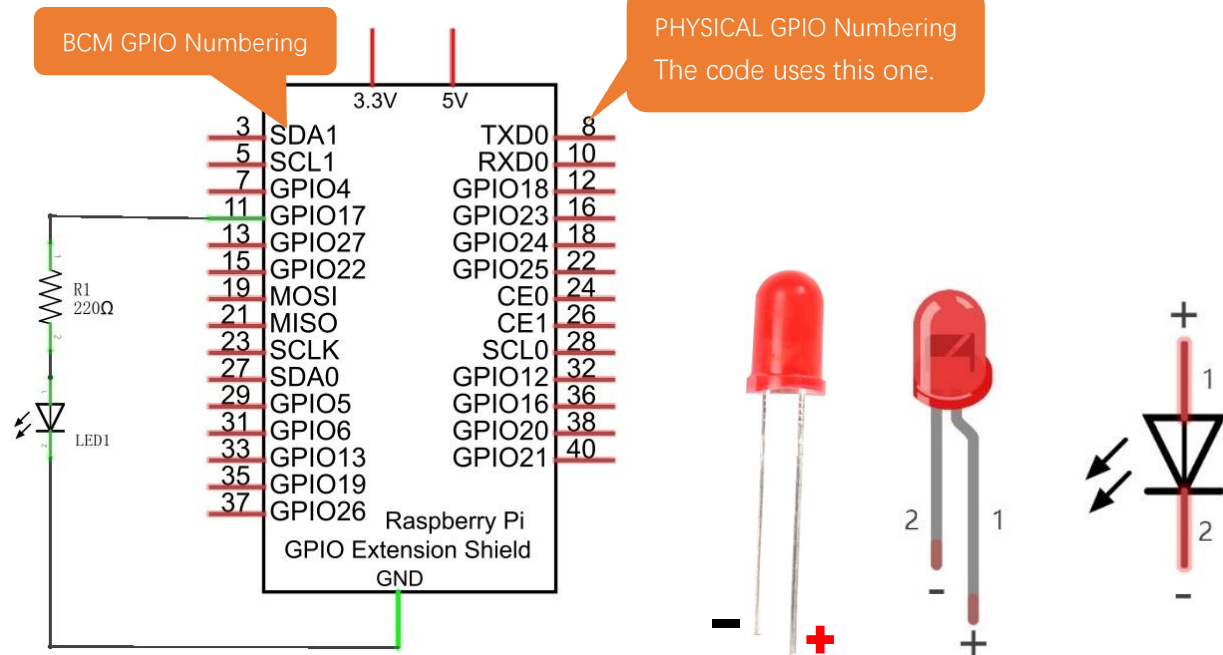 BCM GPIO Numbering
PHYSICAL GPIO Numbering
The code uses this one.
3.3V 5V
3 SDA1 TXD0 8
5 SCL1 RXD0 10
7 GPIO4 GPIO18 12
11 GPIO17 GPIO23 16
13 GPIO27 GPIO24 18
15 GPIO22 GPIO25 22
19 MOSI CE0 24
21 MISO CE1 26
23 SCLK SCL0 28
27 SDA0 GPIO12 32
29 GPIO5 GPIO16 36
31 GPIO6 GPIO20 38
33 GPIO13 GPIO21 40
35 GPIO19
37 GPIO26
Raspberry Pi
GPIO Extension Shield
GND
1
R1
220Ω
2
1
LED1
2
- +
2 1
- +
+
1
2
-